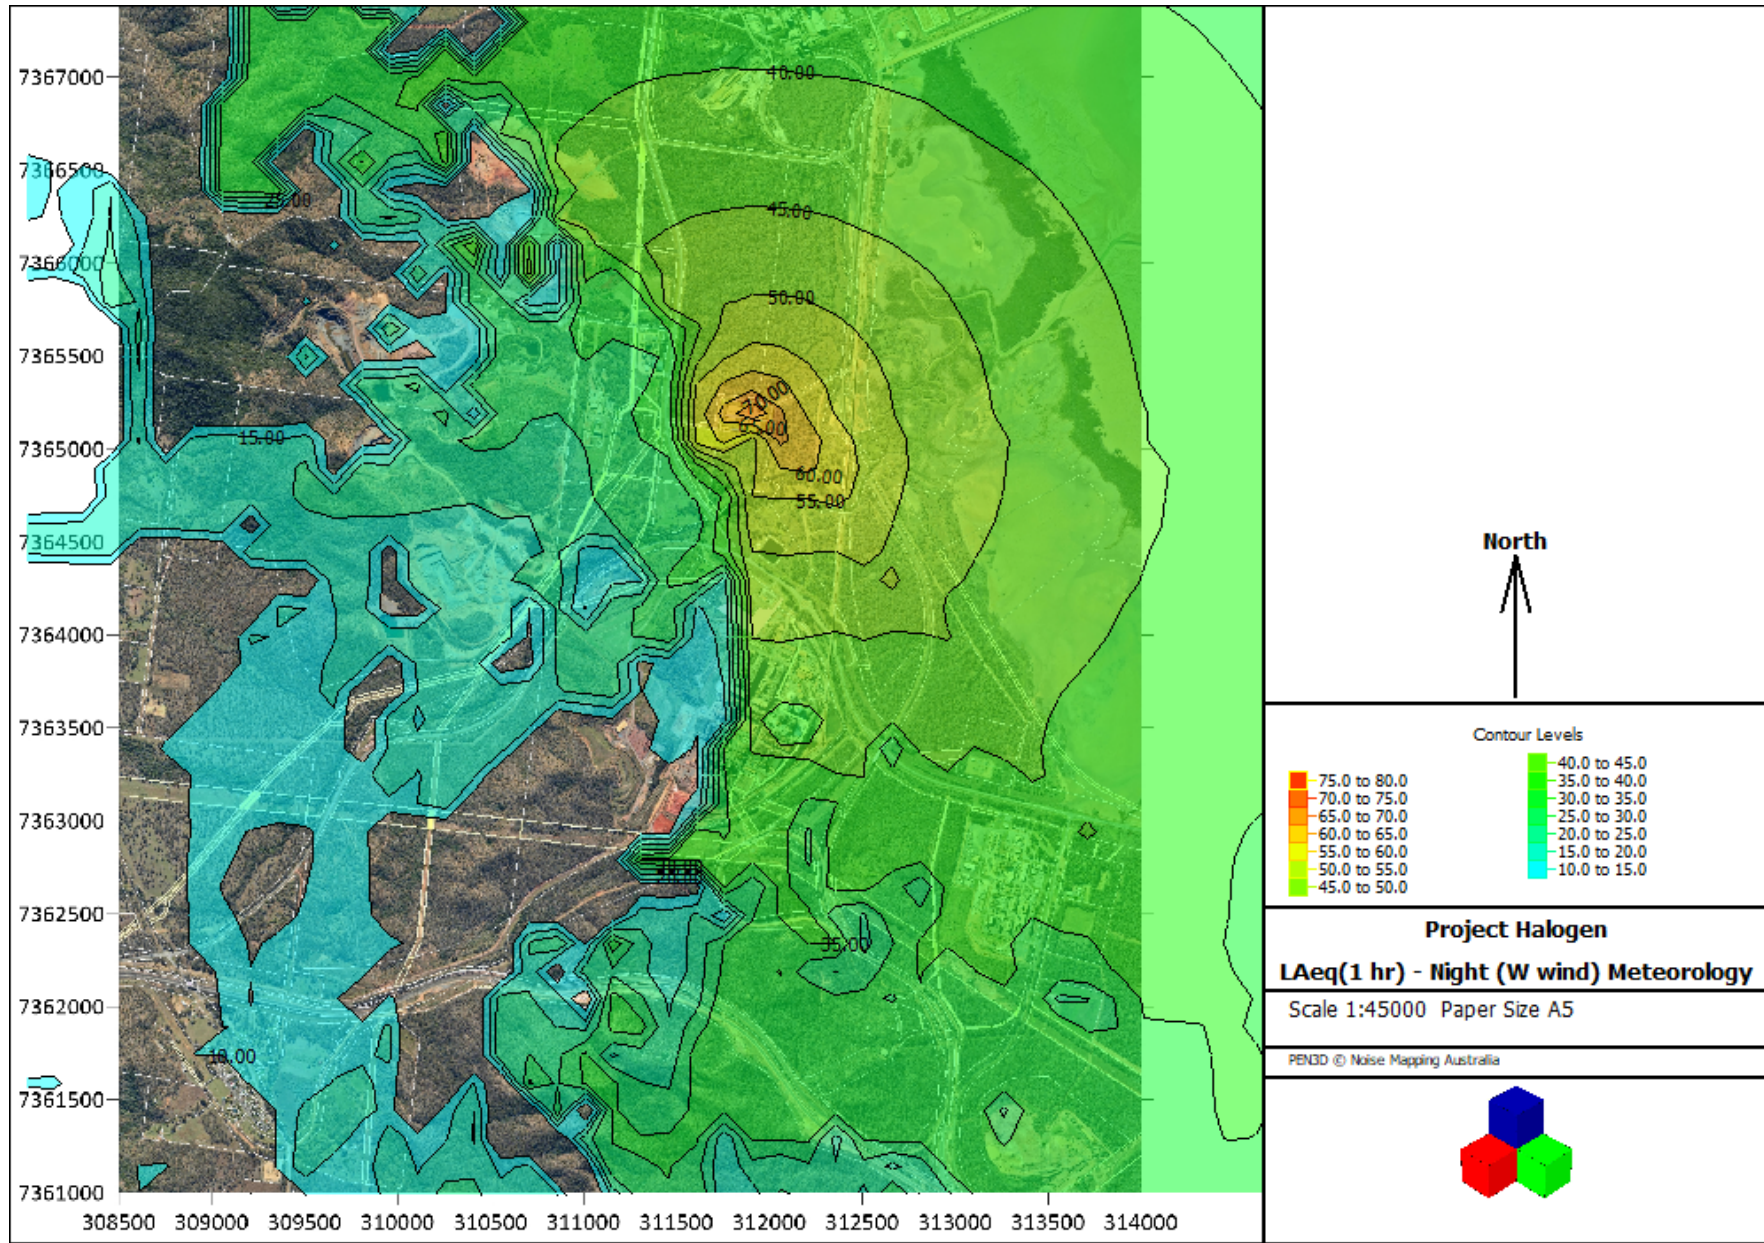 7367000
7366500
7366000
7365500
7365000
7364500
7364000
7363500
7363000
7362500
7362000
7361500
7361000
308500 309000 309500 310000 310500 311000 311500 312000 312500 313000 313500 314000
40.00
25.00
45.00
50.00
70.00
65.00
15.00
60.00
55.00
35.00
10.00
North
Contour Levels
75.0 to 80.0
70.0 to 75.0
65.0 to 70.0
60.0 to 65.0
55.0 to 60.0
50.0 to 55.0
45.0 to 50.0
40.0 to 45.0
35.0 to 40.0
30.0 to 35.0
25.0 to 30.0
20.0 to 25.0
15.0 to 20.0
10.0 to 15.0
Project Halogen
LAeq(1 hr) - Night (W wind) Meteorology
Scale 1:45000 Paper Size A5
PEN3D © Noise Mapping Australia